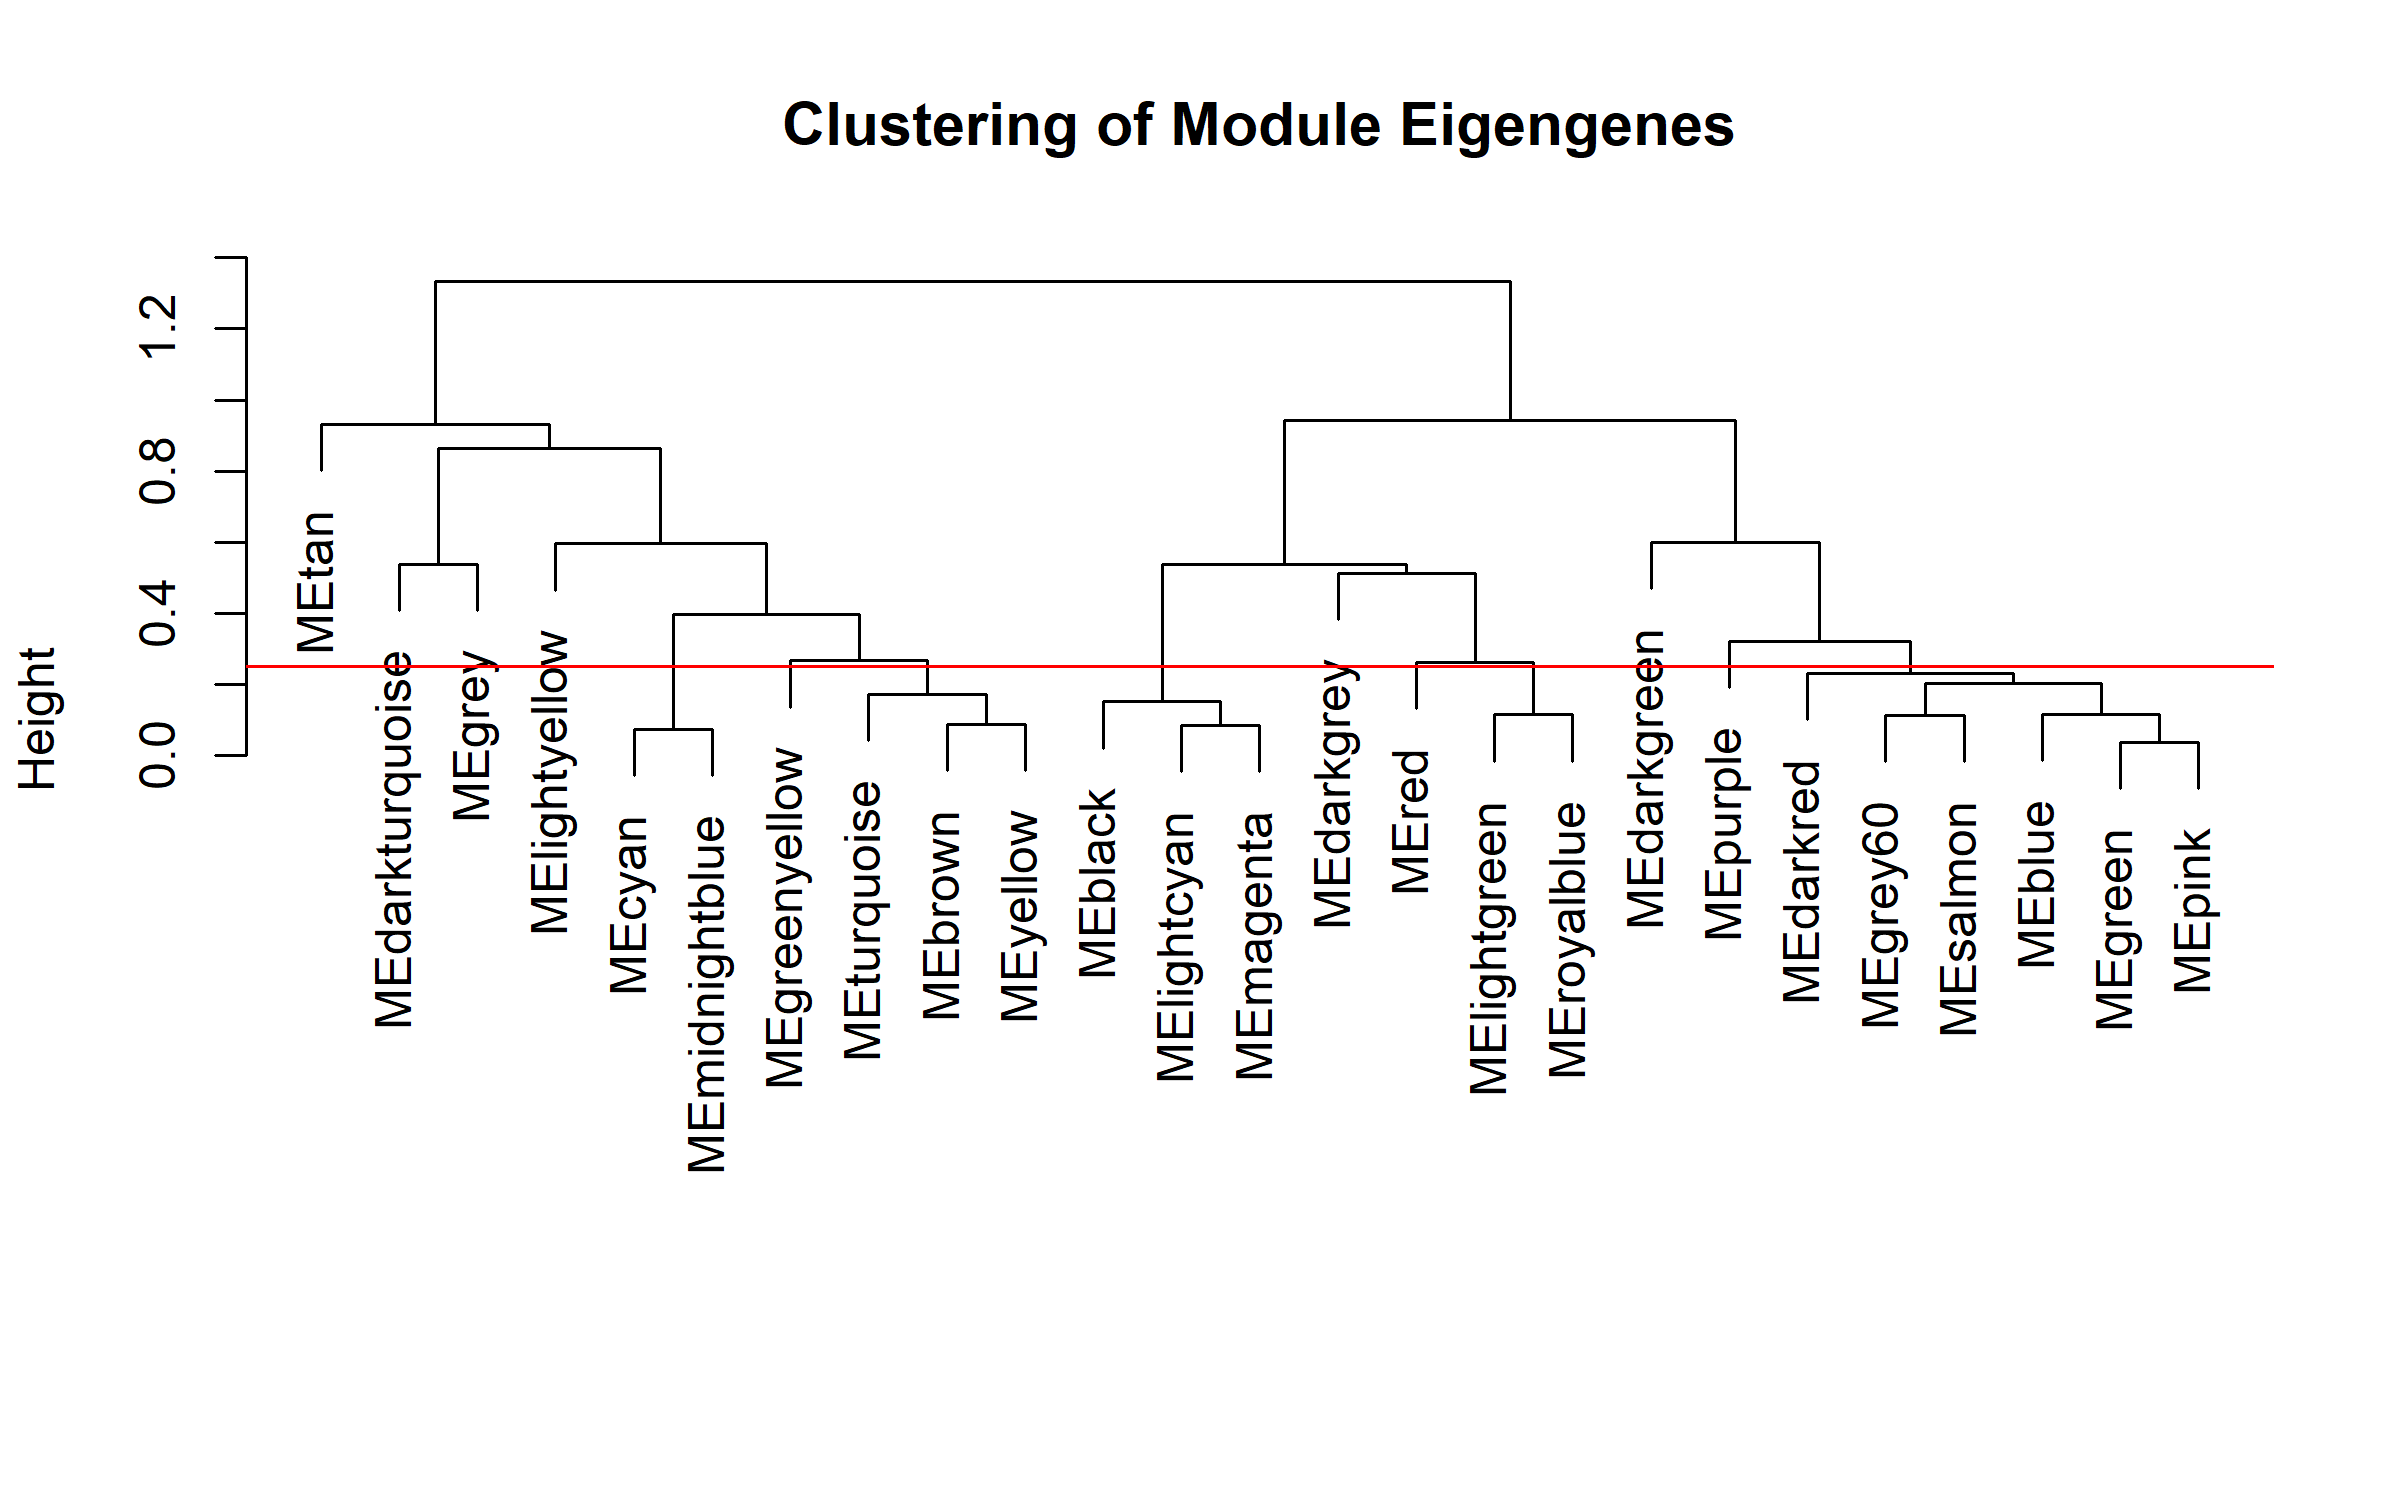 Clustering of Module Eigengenes
Height
0.0
0.4
0.8
1.2
MEtan
MEdarkturquoise
MEgrey
MElightyellow
MEcyan
MEmidnightblue
MEgreenyellow
MEturquoise
MEbrown
MEyellow
MEblack
MElightcyan
MEmagenta
MEdarkgrey
MEred
MElightgreen
MEroyalblue
MEdarkgreen
MEpurple
MEdarkred
MEgrey60
MEsalmon
MEblue
MEgreen
MEpink